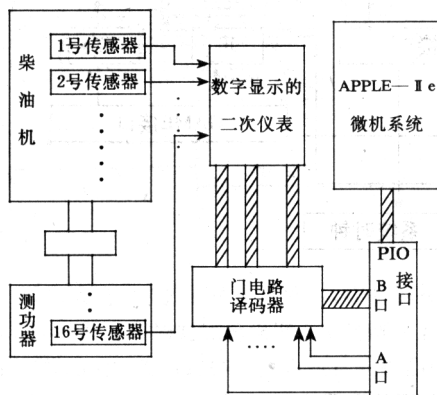 柴油机
1号传感器
2号传感器
测功器
16号传感器
数字显示的
二次仪表
门电路
译码器
APPLE—Ⅱe
微机系统
PIO
接口
B口
A口